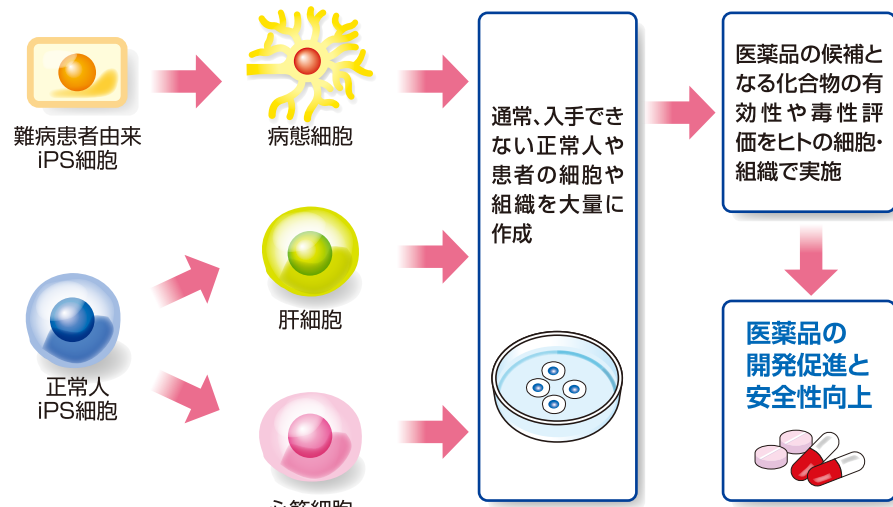 難病患者由来
iPS細胞
病態細胞
正常人
iPS細胞
肝細胞
心筋細胞
通常、入手でき
ない正常人や
患者の細胞や
組織を大量に
作成
医薬品の候補と
なる化合物の有
効性や毒性評
価をヒトの細胞・
組織で実施
医薬品の
開発促進と
安全性向上